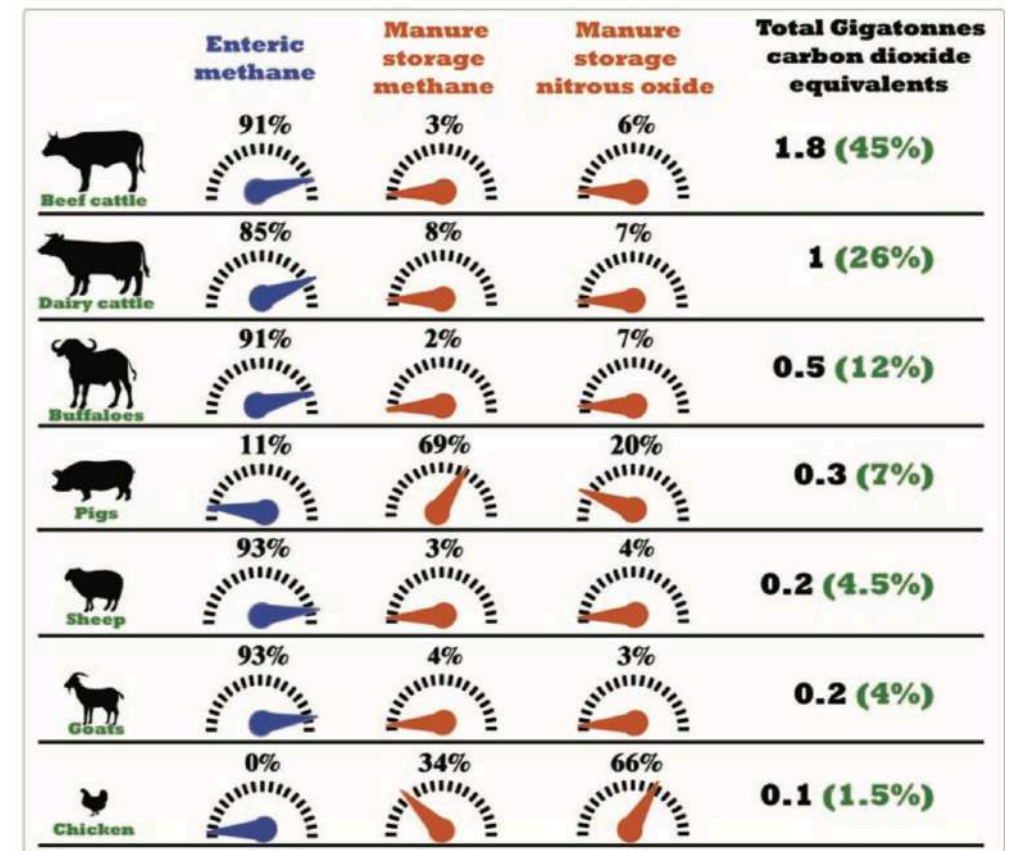 Enteric
methane
Manure
storage
methane
Manure
storage
nitrous oxide
Total Gigatonnes
carbon dioxide
equivalents
91%
3%
6%
1.8 (45%)
Beef cattle
85%
8%
7%
1 (26%)
Dairy cattle
91%
2%
7%
0.5 (12%)
Buffaloes
11%
69%
20%
0.3 (7%)
Pigs
93%
3%
4%
0.2 (4.5%)
Sheep
93%
4%
3%
0.2 (4%)
Goats
0%
34%
66%
0.1 (1.5%)
Chicken